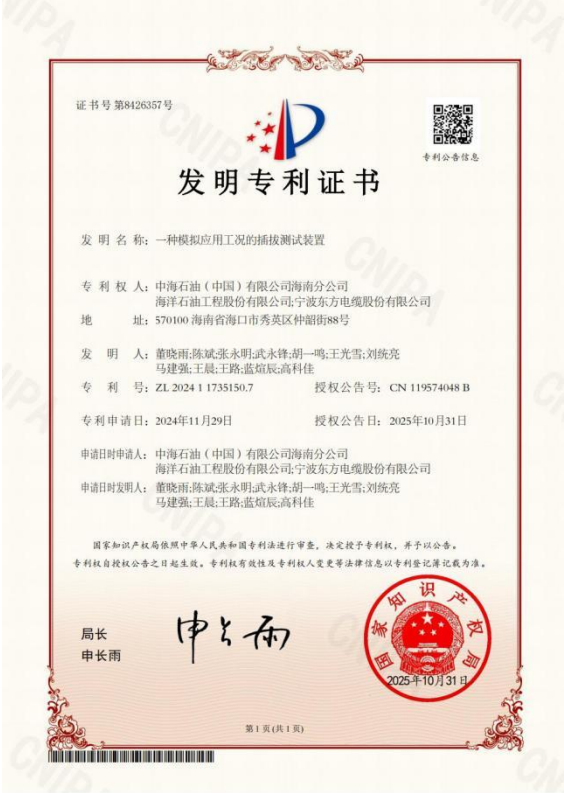 证书号第8426357号
专利公告信息
发明专利证书
发明名称：一种模拟应用工况的插拔测试装置
专利权人：中海石油（中国）有限公司海南分公司
海洋石油工程股份有限公司;宁波东方电缆股份有限公司
地址：570100 海南省海口市秀英区仲韶街88号
发明人：董晓雨;陈斌;张永明;武永锋;胡一鸣;王光雪;刘统亮
马建强;王晨;王路;蓝煊辰;高科佳
专利号：ZL 2024 1 1735150.7 授权公告号：CN 119574048 B
专利申请日：2024年11月29日 授权公告日：2025年10月31日
申请日时申请人：中海石油（中国）有限公司海南分公司
海洋石油工程股份有限公司;宁波东方电缆股份有限公司
申请日时发明人：董晓雨;陈斌;张永明;武永锋;胡一鸣;王光雪;刘统亮
马建强;王晨;王路;蓝煊辰;高科佳
国家知识产权局依照中华人民共和国专利法进行审查，决定授予专利权，并予以公告。
专利权自授权公告之日起生效。专利权有效性及专利权人变更等法律信息以专利登记簿记载为准。
局长
申长雨
申长雨
国家知识产权局
2025年10月31日
第1页(共1页)
CNIPA